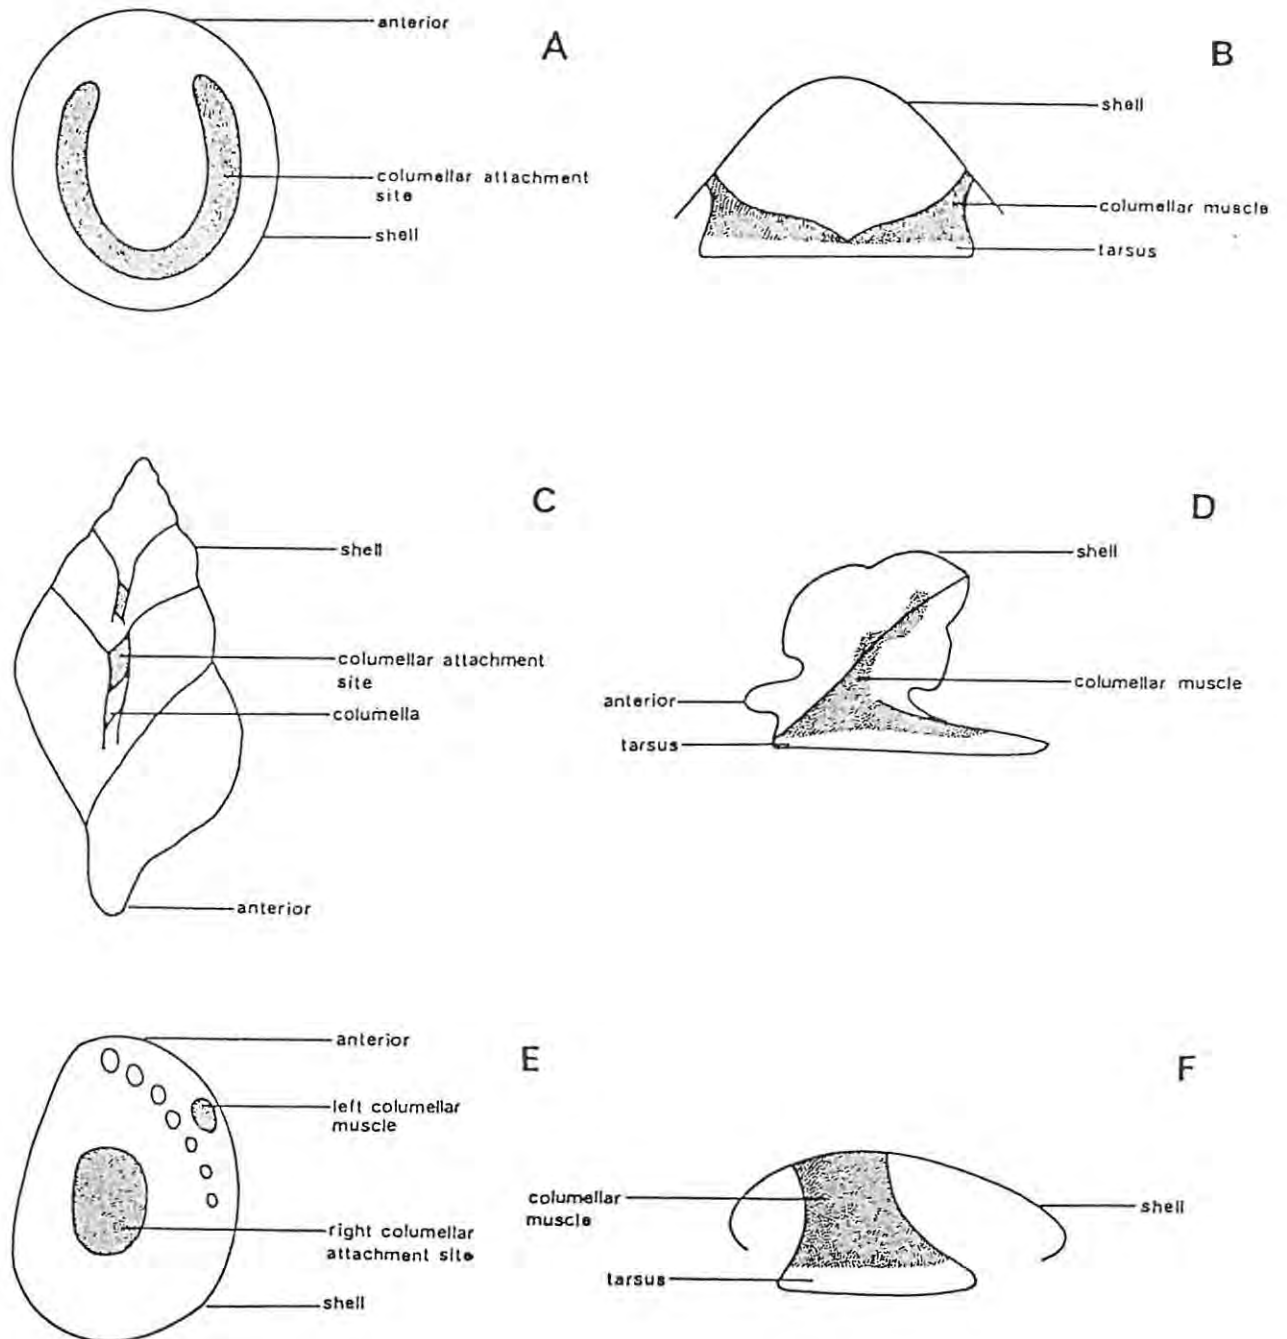 anterior
A
columellar attachment
site
shell
B
shell
columellar muscle
tarsus
C
shell
columellar attachment
site
columella
anterior
D
shell
columellar muscle
anterior
tarsus
E
anterior
left columellar
muscle
right columellar
attachment site
shell
F
columellar
muscle
shell
tarsus